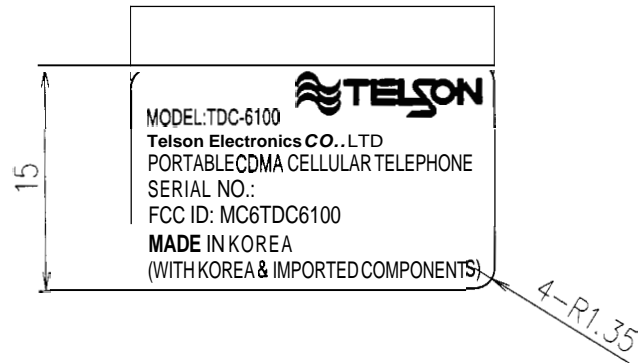 TELSON
MODEL:TDC-6100
Telson Electronics CO..LTD
PORTABLE CDMA CELLULAR TELEPHONE
SERIAL NO.:
FCC ID: MC6TDC6100
MADE IN KOREA
(WITH KOREA & IMPORTED COMPONENTS)
15
4-R1.35